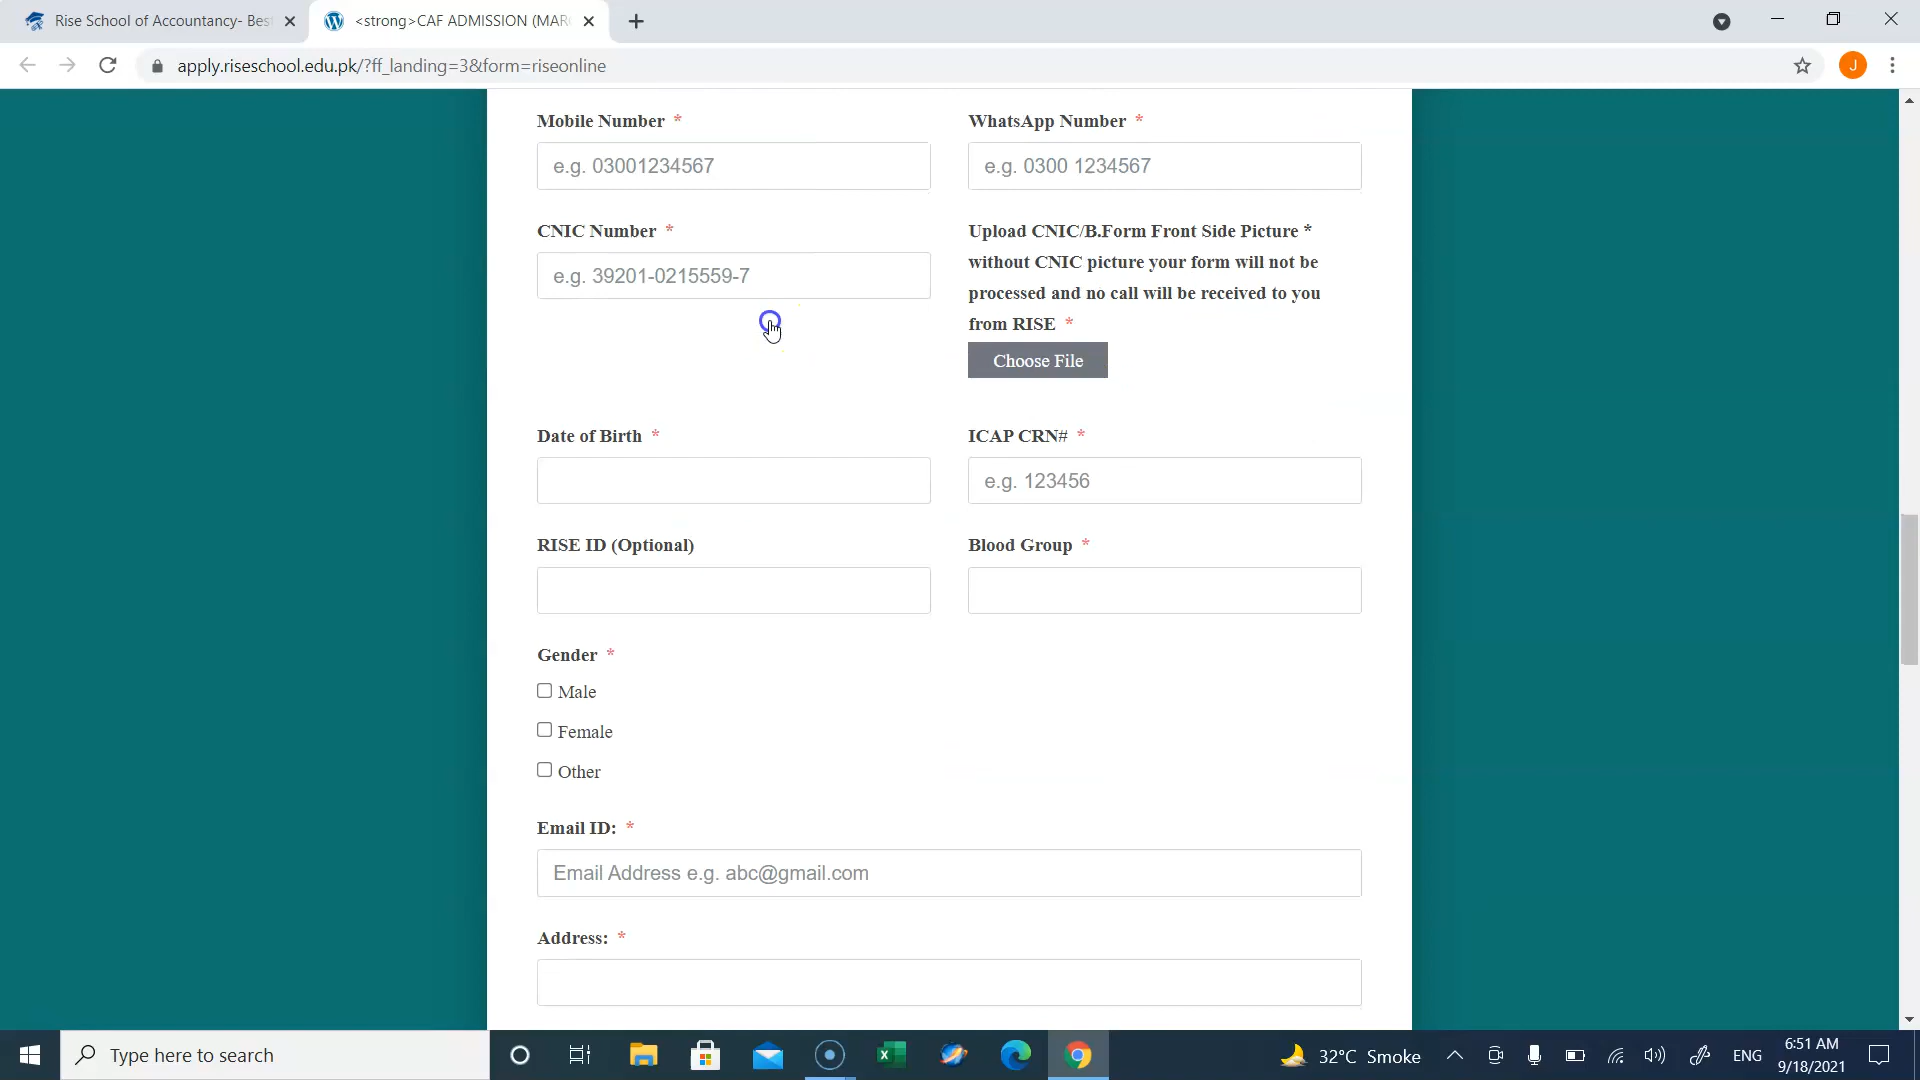 Rise School of Accountancy- Bes
<strong>CAF ADMISSION (MAR
apply.riseschool.edu.pk/?ff_landing=3&form=riseonline
J
Mobile Number *
WhatsApp Number *
e.g. 03001234567
e.g. 0300 1234567
CNIC Number *
e.g. 39201-0215559-7
Upload CNIC/B.Form Front Side Picture *
without CNIC picture your form will not be
processed and no call will be received to you
from RISE *
Choose File
Date of Birth *
ICAP CRN# *
e.g. 123456
RISE ID (Optional)
Blood Group *
Gender *
Male
Female
Other
Email ID: *
Email Address e.g. abc@gmail.com
Address: *
Type here to search
32°C Smoke
ENG
6:51 AM
9/18/2021